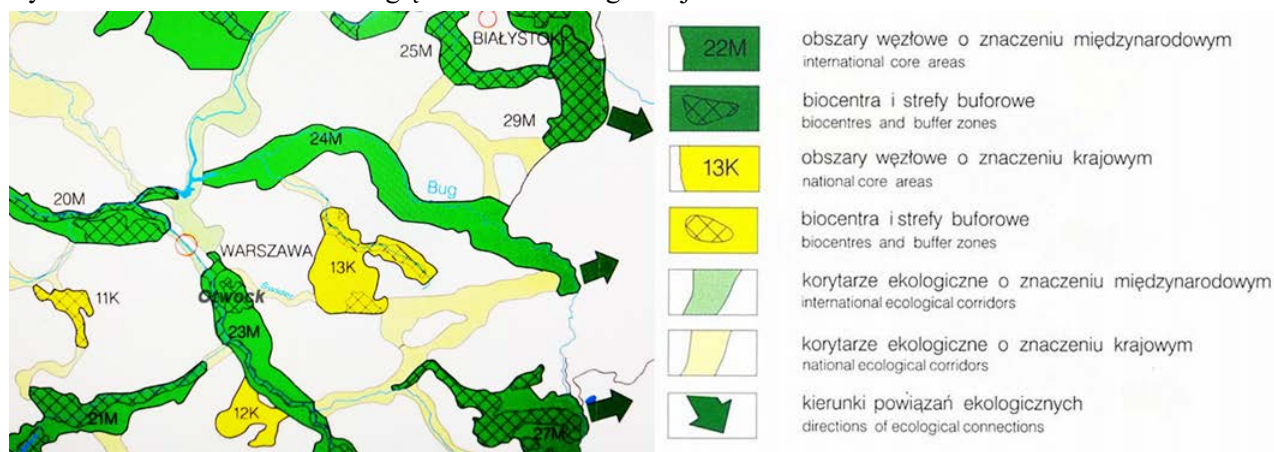 25M
BIAŁYSTOK
29M
24M
Bug
20M
WARSZAWA
13K
11K
Otwock
Świder
23M
12K
21M
27M
22M
obszary węzłowe o znaczeniu międzynarodowym
international core areas
biocentra i strefy buforowe
biocentres and buffer zones
13K
obszary węzłowe o znaczeniu krajowym
national core areas
biocentra i strefy buforowe
biocentres and buffer zones
korytarze ekologiczne o znaczeniu międzynarodowym
international ecological corridors
korytarze ekologiczne o znaczeniu krajowym
national ecological corridors
kierunki powiązań ekologicznych
directions of ecological connections